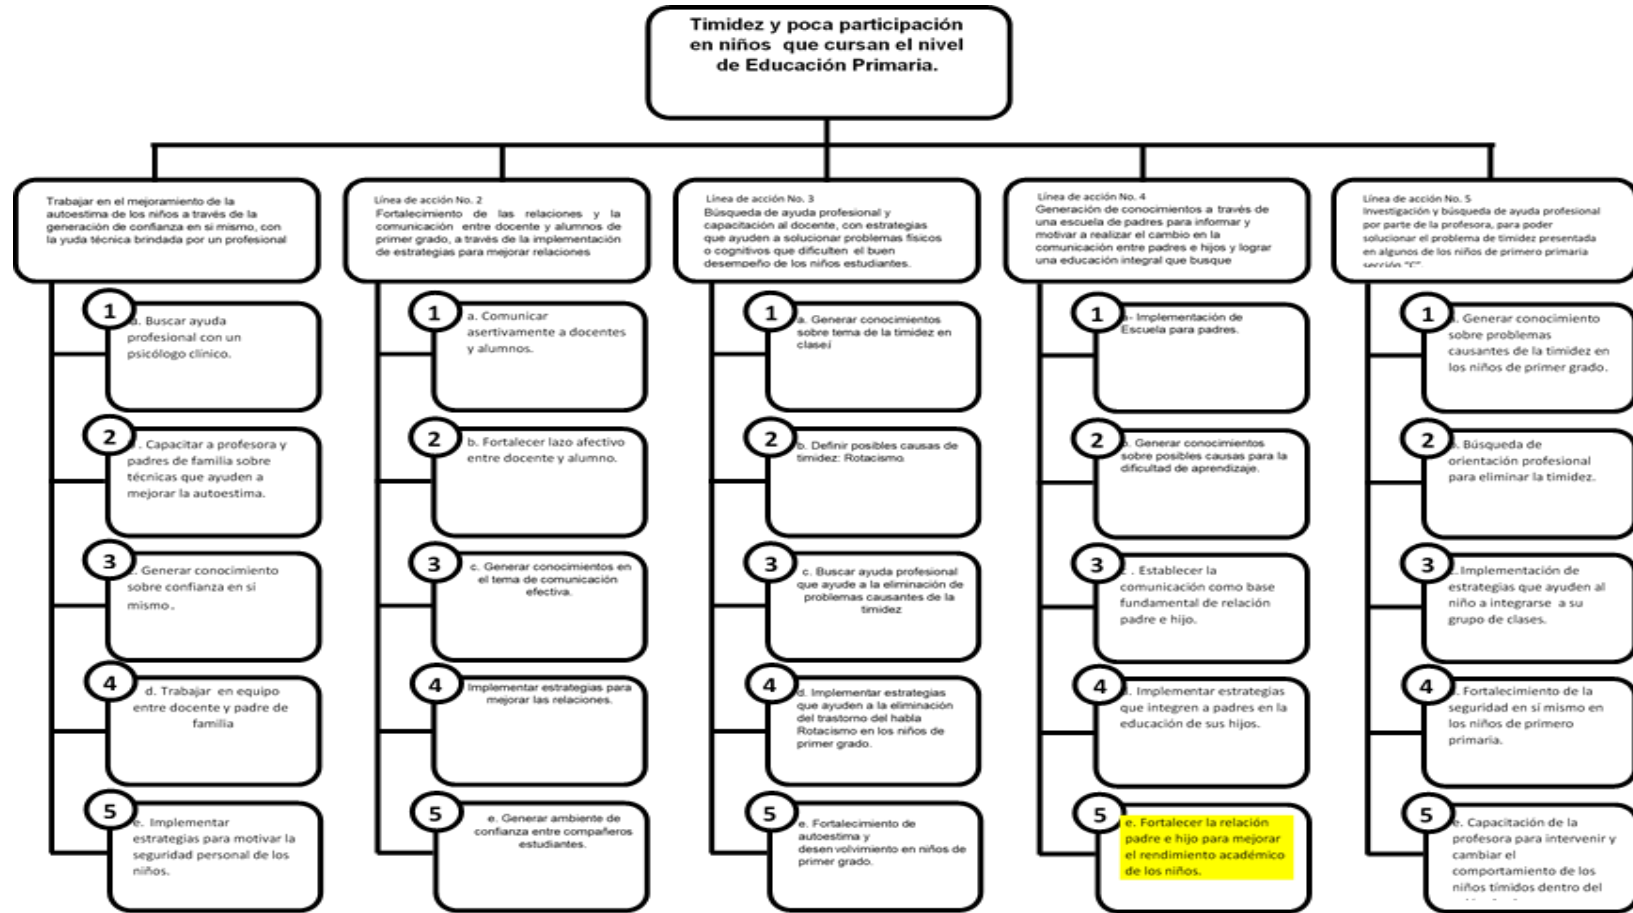 Timidez y poca participación
en niños que cursan el nivel
de Educación Primaria.
Trabajar en el mejoramiento de la
autoestima de los niños a través de la
generación de confianza en si mismo, con
la yuda técnica brindada por un profesional
1
a. Buscar ayuda
profesional con un
psicólogo clínico.
2
. Capacitar a profesora y
padres de familia sobre
técnicas que ayuden a
mejorar la autoestima.
3
. Generar conocimiento
sobre confianza en si
mismo.
4
d. Trabajar en equipo
entre docente y padre de
familia
5
e. Implementar
estrategias para motivar la
seguridad personal de los
niños.
Línea de acción No. 2
Fortalecimiento de las relaciones y la
comunicación entre docente y alumnos de
primer grado, a través de la implementación
de estrategias para mejorar relaciones
1
a. Comunicar
asertivamente a docentes
y alumnos.
2
b. Fortalecer lazo afectivo
entre docente y alumno.
3
c. Generar conocimientos en
el tema de comunicación
efectiva.
4
Implementar estrategias para
mejorar las relaciones.
5
e. Generar ambiente de
confianza entre compañeros
estudiantes.
Línea de acción No. 3
Búsqueda de ayuda profesional y
capacitación al docente, con estrategias
que ayuden a solucionar problemas físicos
o cognitivos que dificulten el buen
desempeño de los niños estudiantes.
1
a. Generar conocimientos
sobre tema de la timidez en
clase¡
2
b. Definir posibles causas de
timidez: Rotacismo.
3
c. Buscar ayuda profesional
que ayude a la eliminación de
problemas causantes de la
timidez
4
d. Implementar estrategias
que ayuden a la eliminación
del trastorno del habla
Rotacismo en los niños de
primer grado.
5
e. Fortalecimiento de
autoestima y
desenvolvimiento en niños de
primer grado.
Línea de acción No. 4
Generación de conocimientos a través de
una escuela de padres para informar y
motivar a realizar el cambio en la
comunicación entre padres e hijos y lograr
una educación integral que busque
1
a- Implementación de
Escuela para padres.
2
b. Generar conocimientos
sobre posibles causas para la
dificultad de aprendizaje.
3
. Establecer la
comunicación como base
fundamental de relación
padre e hijo.
4
. Implementar estrategias
que integren a padres en la
educación de sus hijos.
5
e. Fortalecer la relación
padre e hijo para mejorar
el rendimiento académico
de los niños.
Línea de acción No. 5
Investigación y búsqueda de ayuda profesional
por parte de la profesora, para poder
solucionar el problema de timidez presentada
en algunos de los niños de primero primaria
sección "C".
1
. Generar conocimiento
sobre problemas
causantes de la timidez en
los niños de primer grado.
2
. Búsqueda de
orientación profesional
para eliminar la timidez.
3
.Implementación de
estrategias que ayuden al
niño a integrarse a su
grupo de clases.
4
. Fortalecimiento de la
seguridad en sí mismo en
los niños de primero
primaria.
5
e. Capacitación de la
profesora para intervenir y
cambiar el
comportamiento de los
niños tímidos dentro del